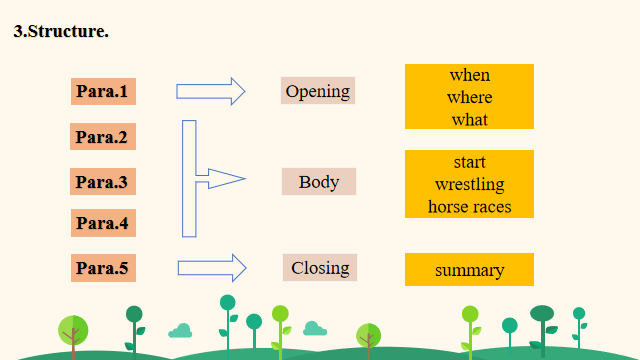 3.Structure.
Para.1
Opening
when
where
what
Para.2
Para.3
Para.4
Body
start
wrestling
horse races
Para.5
Closing
summary